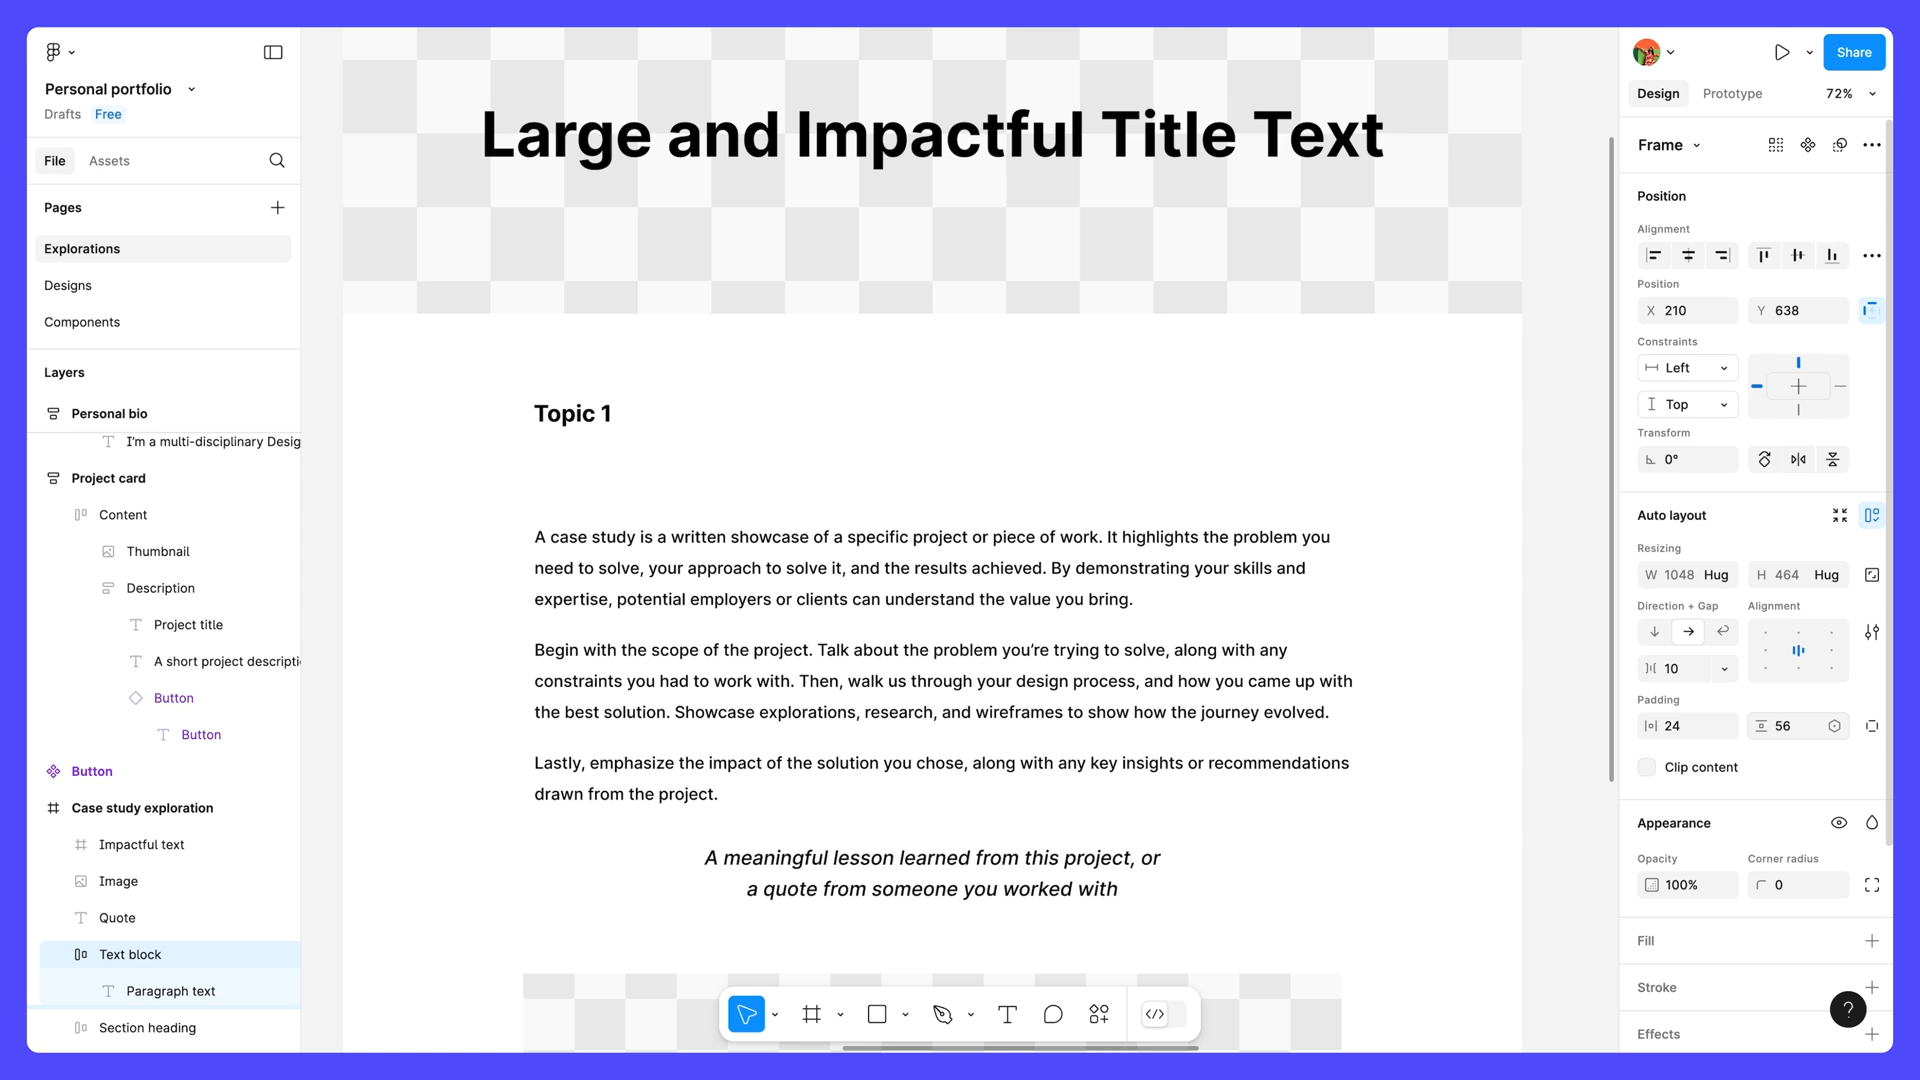 Personal portfolio
Drafts Free
File Assets
Pages
Explorations
Designs
Components
Layers
Personal bio
I'm a multi-disciplinary Desig
Project card
Content
Thumbnail
Description
Project title
A short project descripti
Button
Button
Button
Case study exploration
Impactful text
Image
Quote
Text block
Paragraph text
Section heading
Large and Impactful Title Text
Topic 1
A case study is a written showcase of a specific project or piece of work. It highlights the problem you
need to solve, your approach to solve it, and the results achieved. By demonstrating your skills and
expertise, potential employers or clients can understand the value you bring.
Begin with the scope of the project. Talk about the problem you're trying to solve, along with any
constraints you had to work with. Then, walk us through your design process, and how you came up with
the best solution. Showcase explorations, research, and wireframes to show how the journey evolved.
Lastly, emphasize the impact of the solution you chose, along with any key insights or recommendations
drawn from the project.
A meaningful lesson learned from this project, or
a quote from someone you worked with
Share
Design Prototype 72%
Frame
Position
Alignment
Position
X 210 Y 638
Constraints
Left
Top
Transform
0°
Auto layout
Resizing
W 1048 Hug H 464 Hug
Direction + Gap Alignment
10
Padding
24 56
Clip content
Appearance
Opacity Corner radius
100% 0
Fill
Stroke
?
Effects